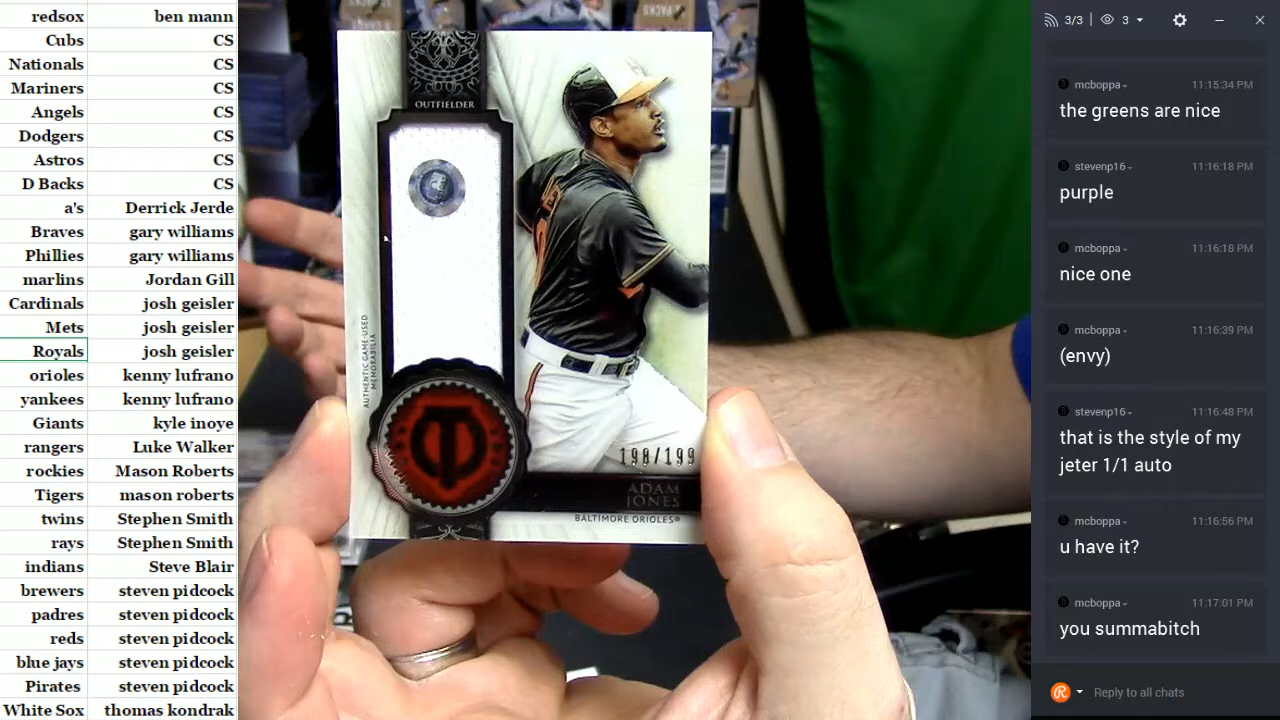 redsox ben mann
Cubs CS
Nationals CS
Mariners CS
Angels CS
Dodgers CS
Astros CS
D Backs CS
a's Derrick Jerde
Braves gary williams
Phillies gary williams
marlins Jordan Gill
Cardinals josh geisler
Mets josh geisler
Royals josh geisler
orioles kenny lufrano
yankees kenny lufrano
Giants kyle inoye
rangers Luke Walker
rockies Mason Roberts
Tigers mason roberts
twins Stephen Smith
rays Stephen Smith
indians Steve Blair
brewers steven pidcock
padres steven pidcock
reds steven pidcock
blue jays steven pidcock
Pirates steven pidcock
White Sox thomas kondrak
OUTFIELDER
AUTHENTIC GAME-USED
MEMORABILIA
198/199
ADAM
JONES
BALTIMORE ORIOLES®
3/3 3
mcboppa 11:15:34 PM
the greens are nice
stevenp16 11:16:18 PM
purple
mcboppa 11:16:18 PM
nice one
mcboppa 11:16:39 PM
(envy)
stevenp16 11:16:48 PM
that is the style of my
jeter 1/1 auto
mcboppa 11:16:56 PM
u have it?
mcboppa 11:17:01 PM
you summabitch
Reply to all chats